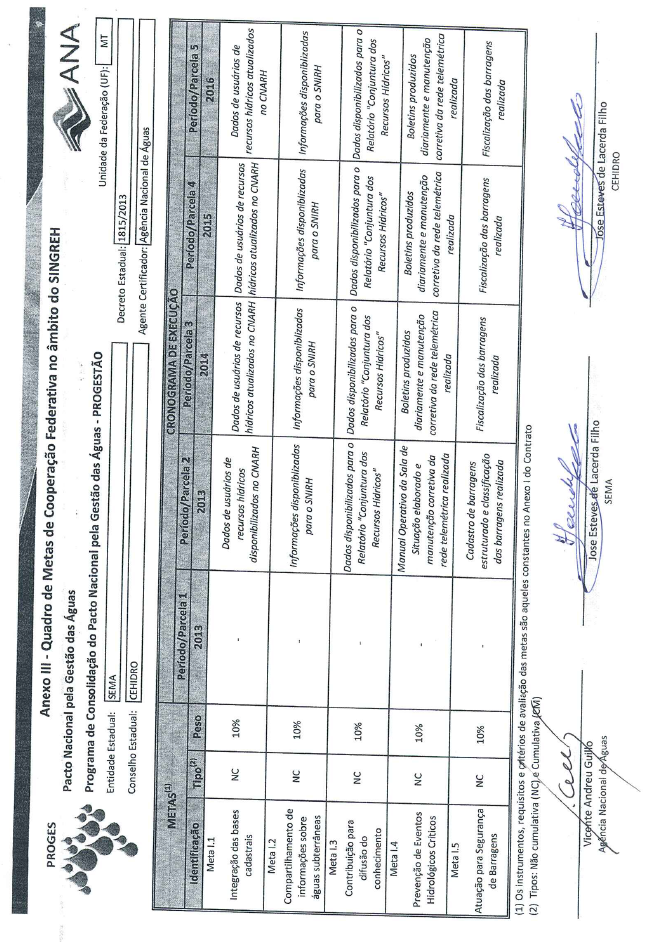 Anexo III - Quadro de Metas de Cooperação Federativa no âmbito do SINGREH
PROGES
ANA
Pacto Nacional pela Gestão das Águas
Programa de Consolidação do Pacto Nacional pela Gestão das Águas - PROGESTÃO
Unidade da Federação (UF): MT
Entidade Estadual: SEMA
Decreto Estadual: 1815/2013
Conselho Estadual: CEHIDRO
Agente Certificador: Agência Nacional de Águas
METAS(1)
CRONOGRAMA DE EXECUÇÃO
Identificação
Tipo(2)
Peso
Período/Parcela 1
2013
Período/Parcela 2
2013
Período/Parcela 3
2014
Período/Parcela 4
2015
Período/Parcela 5
2016
Meta I.1
Integração das bases
cadastrais
NC
10%
-
Dados de usuários de
recursos hídricos
disponibilizados no CNARH
Dados de usuários de recursos
hídricos atualizados no CNARH
Dados de usuários de recursos
hídricos atualizados no CNARH
Dados de usuários de
recursos hídricos atualizados
no CNARH
Meta I.2
Compartilhamento de
informações sobre
águas subterrâneas
NC
10%
-
Informações disponibilizadas
para o SNIRH
Informações disponibilizadas
para o SNIRH
Informações disponibilizadas
para o SNIRH
Informações disponibilizadas
para o SNIRH
Meta I.3
Contribuição para
difusão do
conhecimento
NC
10%
-
Dados disponibilizados para o
Relatório "Conjuntura dos
Recursos Hídricos"
Dados disponibilizados para o
Relatório "Conjuntura dos
Recursos Hídricos"
Dados disponibilizados para o
Relatório "Conjuntura dos
Recursos Hídricos"
Dados disponibilizados para o
Relatório "Conjuntura dos
Recursos Hídricos"
Meta I.4
Prevenção de Eventos
Hidrológicos Críticos
NC
10%
-
Manual Operativo da Sala de
Situação elaborado e
manutenção corretiva da
rede telemétrica realizada
Boletins produzidos
diariamente e manutenção
corretiva da rede telemétrica
realizada
Boletins produzidos
diariamente e manutenção
corretiva da rede telemétrica
realizada
Boletins produzidos
diariamente e manutenção
corretiva da rede telemétrica
realizada
Meta I.5
Atuação para Segurança
de Barragens
NC
10%
-
Cadastro de barragens
estruturado e classificação
das barragens realizada
Fiscalização das barragens
realizada
Fiscalização das barragens
realizada
Fiscalização das barragens
realizada
(1) Os instrumentos, requisitos e critérios de avaliação das metas são aqueles constantes no Anexo I do Contrato
(2) Tipos: Não cumulativa (NC) e Cumulativa (CM)
Vicente Andreu Guillo
Agência Nacional de Águas
Jose Esteves de Lacerda Filho
SEMA
Jose Esteves de Lacerda Filho
CEHIDRO